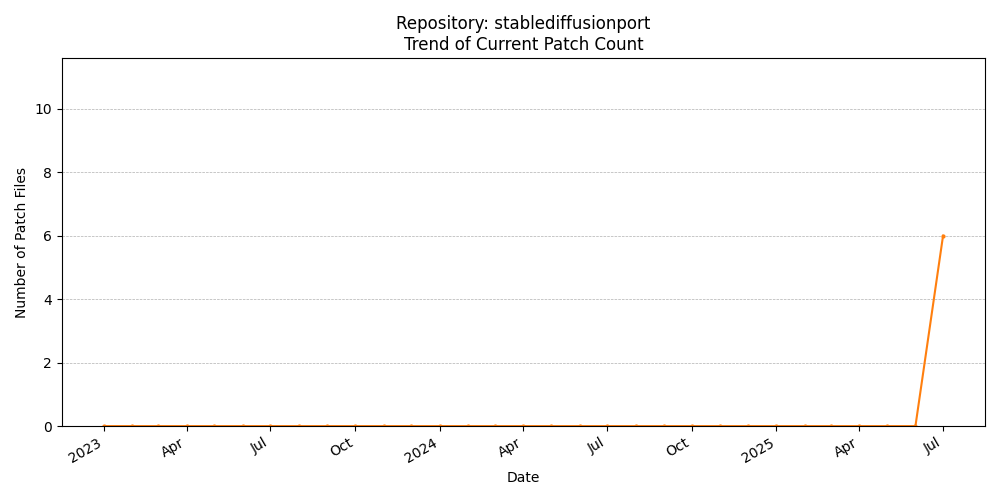 Repository: stablediffusionport
Trend of Current Patch Count
10
8
6
4
2
0
Number of Patch Files
2023
Apr
Jul
Oct
2024
Apr
Jul
Oct
2025
Apr
Jul
Date